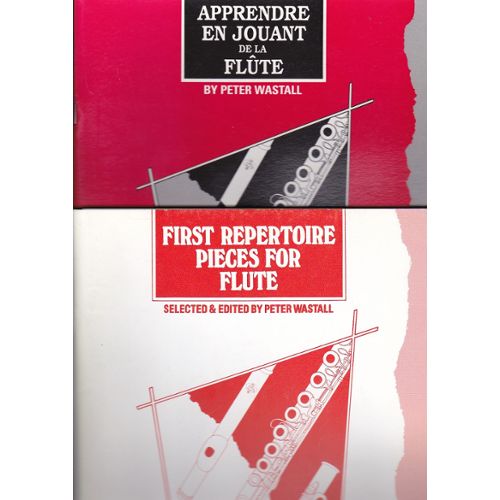 APPRENDRE
EN JOUANT
DE LA
FLÛTE
BY PETER WASTALL
FIRST REPERTOIRE
PIECES FOR
FLUTE
SELECTED & EDITED BY PETER WASTALL